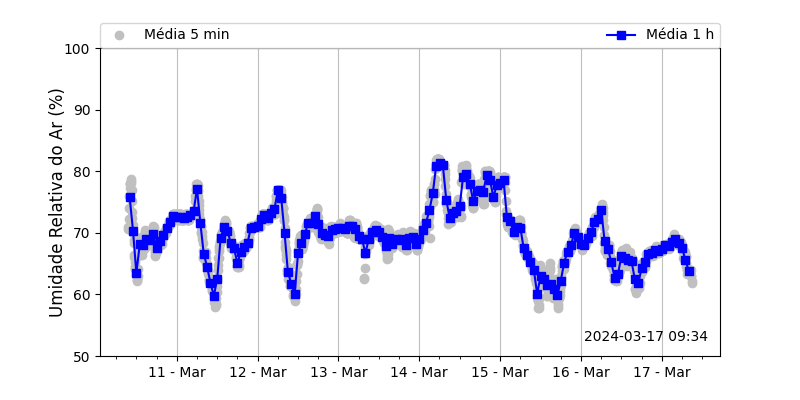 Média 5 min
Média 1 h
Umidade Relativa do Ar (%)
100
90
80
70
60
50
2024-03-17 09:34
11 - Mar
12 - Mar
13 - Mar
14 - Mar
15 - Mar
16 - Mar
17 - Mar